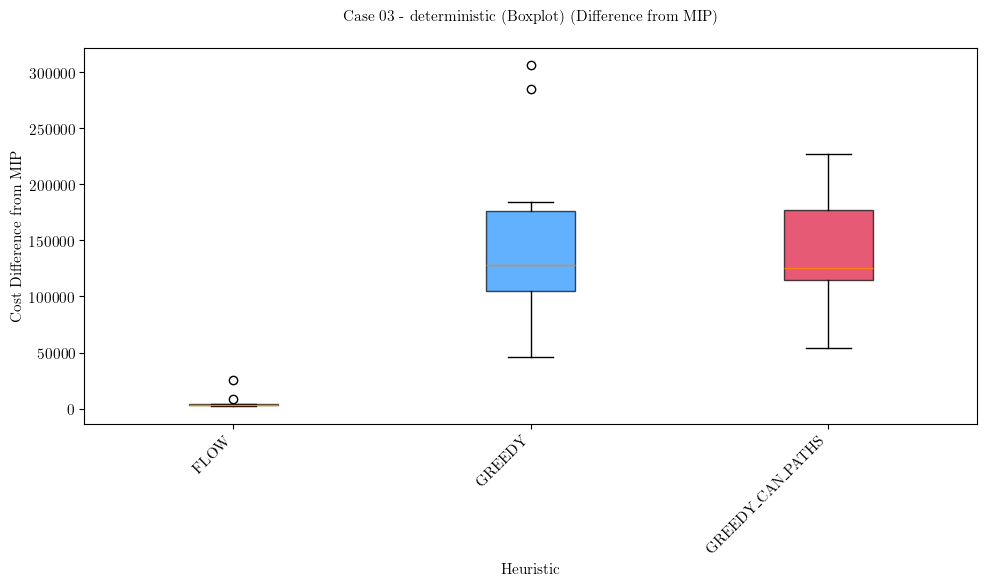 Case 03 - deterministic (Boxplot) (Difference from MIP)
Cost Difference from MIP
300000
250000
200000
150000
100000
50000
0
FLOW
GREEDY
GREEDY_CAN_PATHS
Heuristic